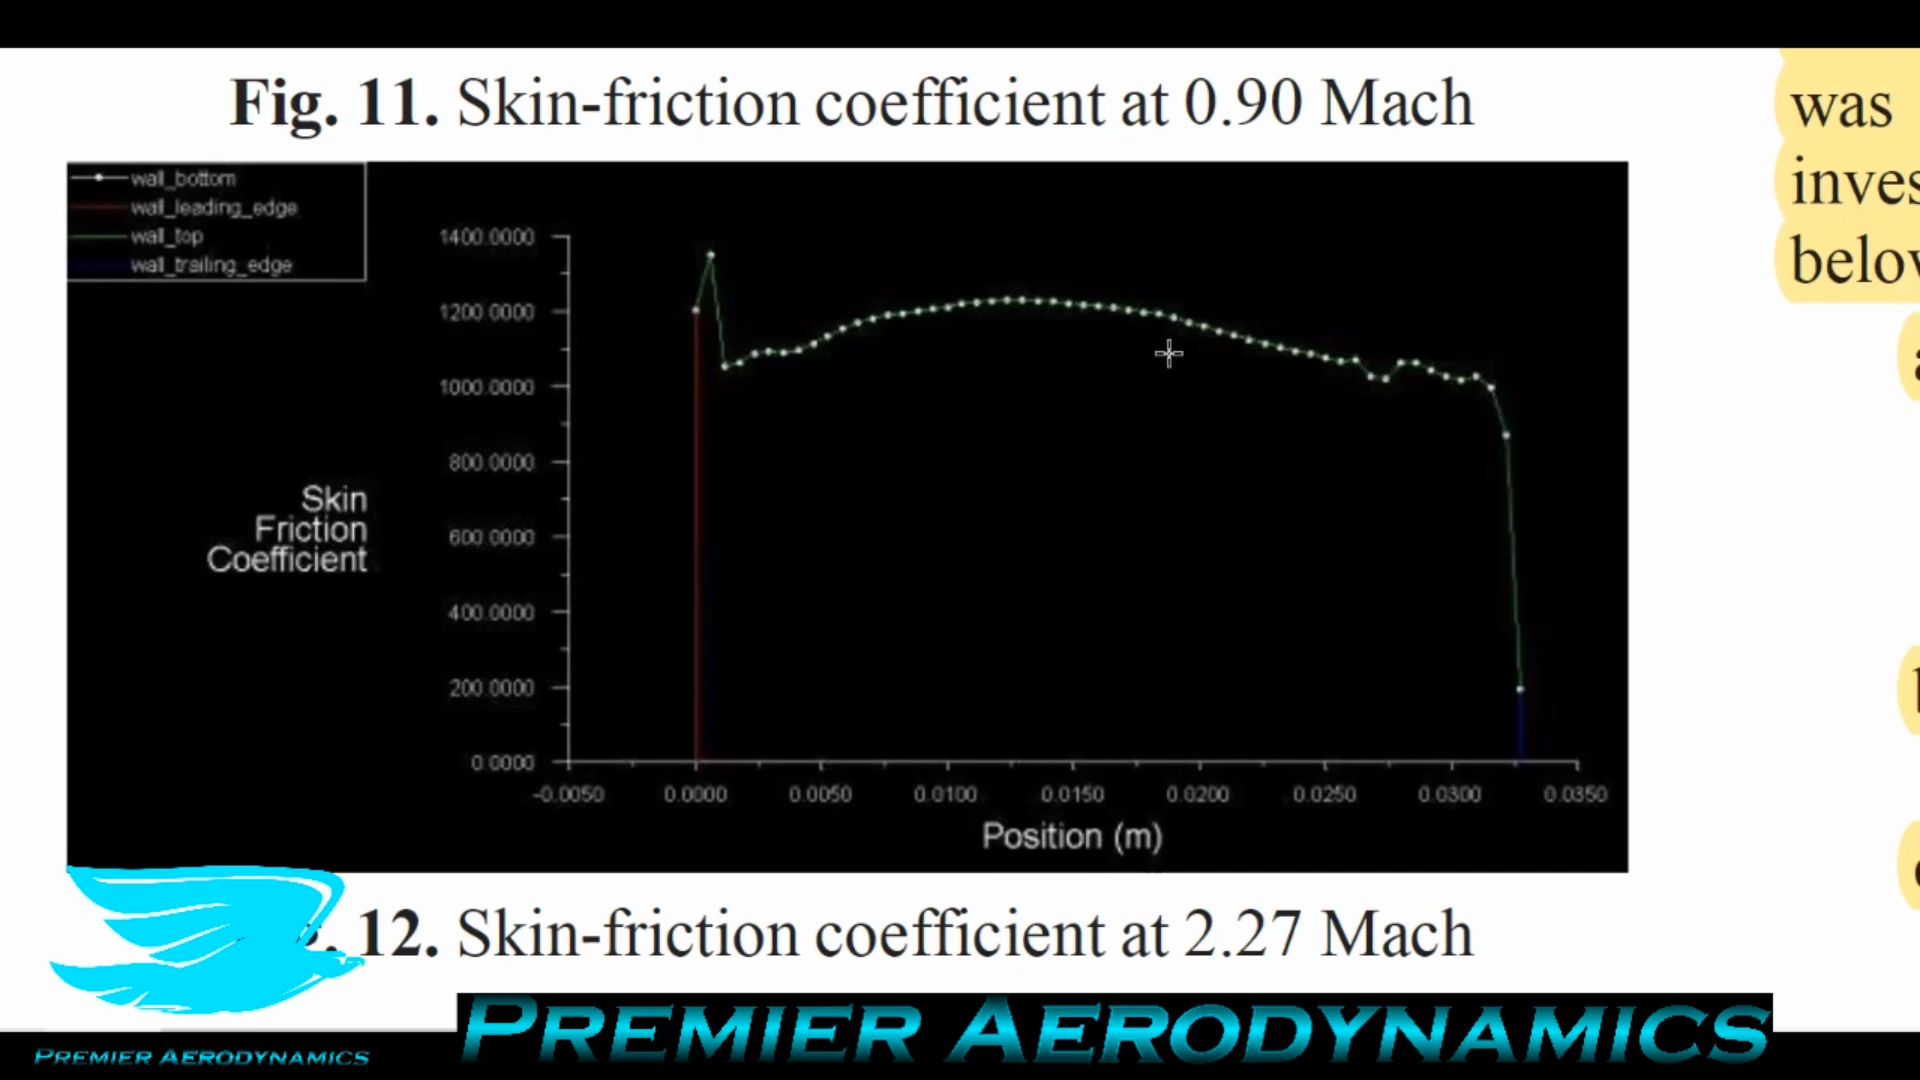 Fig. 11. Skin-friction coefficient at 0.90 Mach
wall_bottom
wall_leading_edge
wall_top
wall_trailing_edge
1400.0000
1200.0000
1000.0000
800.0000
600.0000
400.0000
200.0000
0.0000
Skin
Friction
Coefficient
-0.0050 0.0000 0.0050 0.0100 0.0150 0.0200 0.0250 0.0300 0.0350
Position (m)
12. Skin-friction coefficient at 2.27 Mach
was
PREMIER AERODYNAMICS
PREMIER AERODYNAMICS